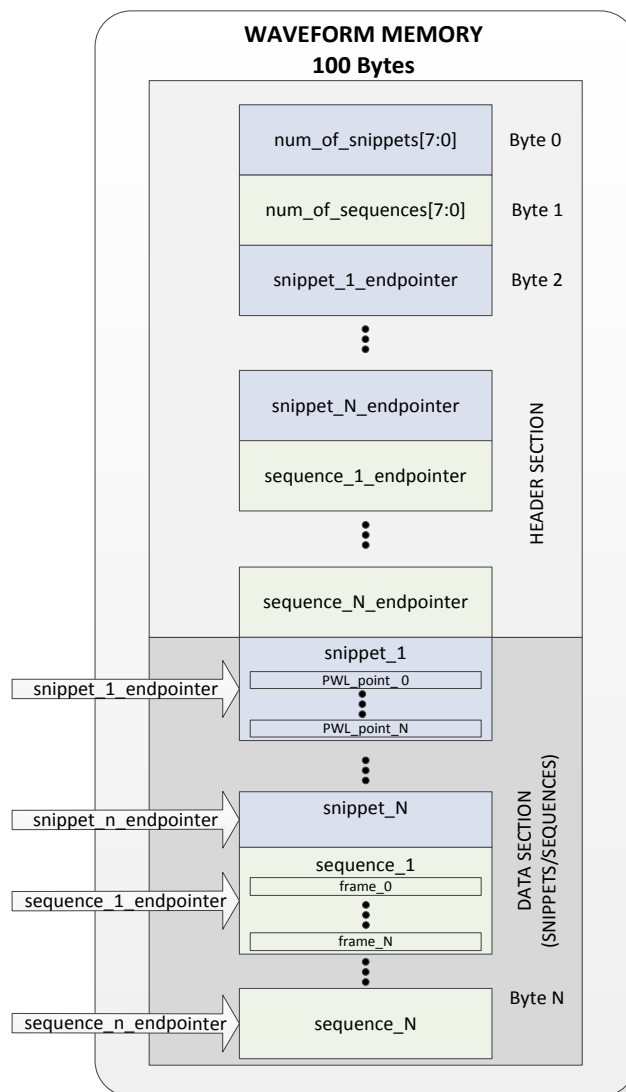 WAVEFORM MEMORY
100 Bytes
num_of_snippets[7:0]
Byte 0
num_of_sequences[7:0]
Byte 1
snippet_1_endpointer
Byte 2
snippet_N_endpointer
sequence_1_endpointer
HEADER SECTION
sequence_N_endpointer
snippet_1
PWL_point_0
snippet_1_endpointer
PWL_point_N
snippet_N
snippet_n_endpointer
DATA SECTION
(SNIPPETS/SEQUENCES)
sequence_1
frame_0
sequence_1_endpointer
frame_N
Byte N
sequence_N
sequence_n_endpointer